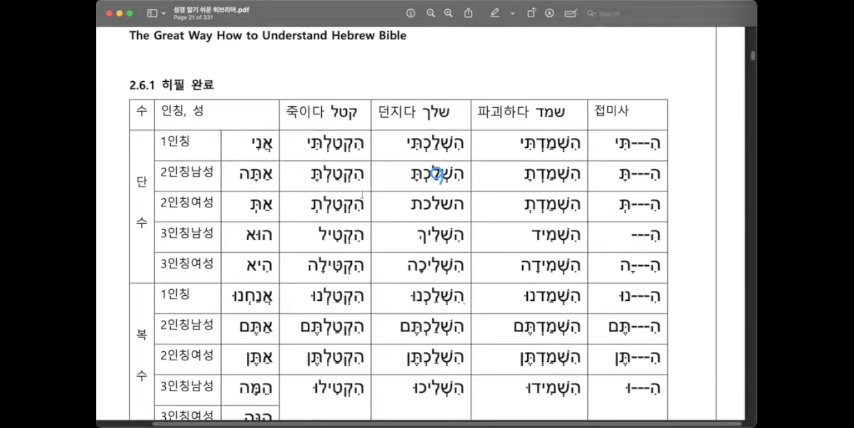 성경 알기 쉬운 히브리어.pdf
Page 21 of 331
Search
The Great Way How to Understand Hebrew Bible
2.6.1 히필 완료
수 인칭, 성 죽이다 קטל 던지다 שלך 파괴하다 שמד 접미사
단수
1인칭 אֲנִי הִקְטַלְתִּי הִשְׁלַכְתִּי הִשְׁמַדְתִּי הִ---תִּי
2인칭남성 אַתָּה הִקְטַלְתָּ הִשְׁלַכְתָּ הִשְׁמַדְתָּ הִ---תָּ
2인칭여성 אַתְּ הִקְטַלְתְּ השלכת הִשְׁמַדְתְּ הִ---תְּ
3인칭남성 הוּא הִקְטִיל הִשְׁלִיךְ הִשְׁמִיד הִ---
3인칭여성 הִיא הִקְטִילָה הִשְׁלִיכָה הִשְׁמִידָה הִ---ָה
복수
1인칭 אֲנַחְנוּ הִקְטַלְנוּ הִשְׁלַכְנוּ הִשְׁמַדנוּ הִ---נוּ
2인칭남성 אַתֶּם הִקְטַלְתֶּם הִשְׁלַכְתֶּם הִשְׁמַדְתֶּם הִ---תֶּם
2인칭여성 אַתֶּן הִקְטַלְתֶּן הִשְׁלַכְתֶּן הִשְׁמַדְתֶּן הִ---תֶּן
3인칭남성 הֵמָּה הִקְטִילוּ הִשְׁלִיכוּ הִשְׁמִידוּ הִ---וּ
3인칭여성